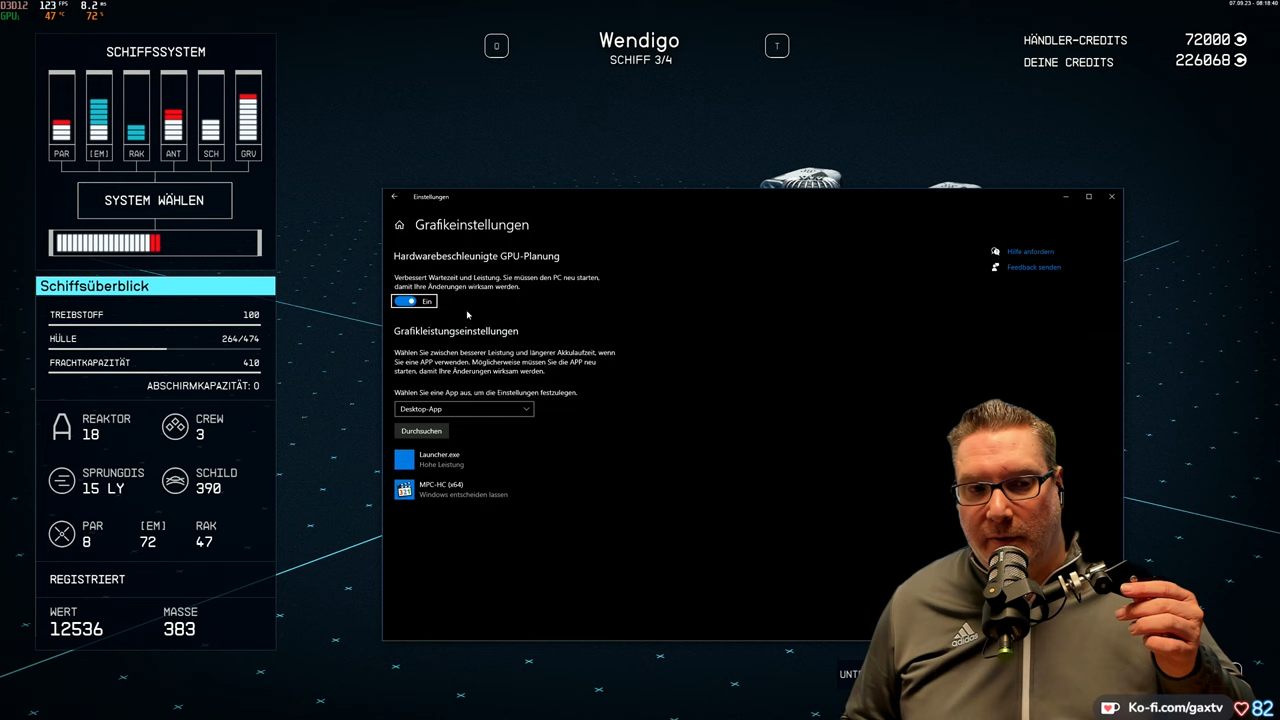 D3D12 123 FPS 8.2 ms
GPU: 47 °C 72 %
07.09.23 - 08:18:40
SCHIFFSSYSTEM
PAR [EM] RAK ANT SCH GRV
SYSTEM WÄHLEN
Schiffsüberblick
TREIBSTOFF 100
HÜLLE 264/474
FRACHTKAPAZITÄT 410
ABSCHIRMKAPAZITÄT: 0
REAKTOR
18
CREW
3
SPRUNGDIS
15 LY
SCHILD
390
PAR [EM] RAK
8 72 47
REGISTRIERT
WERT MASSE
12536 383
Q
Wendigo
SCHIFF 3/4
T
HÄNDLER-CREDITS 72000
DEINE CREDITS 226068
Einstellungen
Grafikeinstellungen
Hardwarebeschleunigte GPU-Planung
Verbessert Wartezeit und Leistung. Sie müssen den PC neu starten,
damit Ihre Änderungen wirksam werden.
Ein
Grafikleistungseinstellungen
Wählen Sie zwischen besserer Leistung und längerer Akkulaufzeit, wenn
Sie eine APP verwenden. Möglicherweise müssen Sie die APP neu
starten, damit Ihre Änderungen wirksam werden.
Wählen Sie eine App aus, um die Einstellungen festzulegen.
Desktop-App
Durchsuchen
Launcher.exe
Hohe Leistung
MPC-HC (x64)
Windows entscheiden lassen
Hilfe anfordern
Feedback senden
adidas
UNT
Ko-fi.com/gaxtv 82